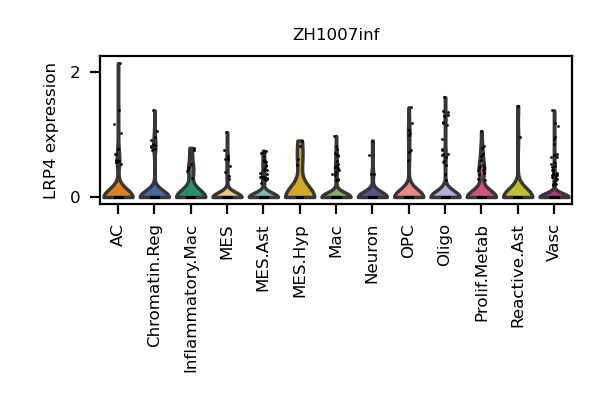 ZH1007inf
LRP4 expression
2
0
AC
Chromatin.Reg
Inflammatory.Mac
MES
MES.Ast
MES.Hyp
Mac
Neuron
OPC
Oligo
Prolif.Metab
Reactive.Ast
Vasc